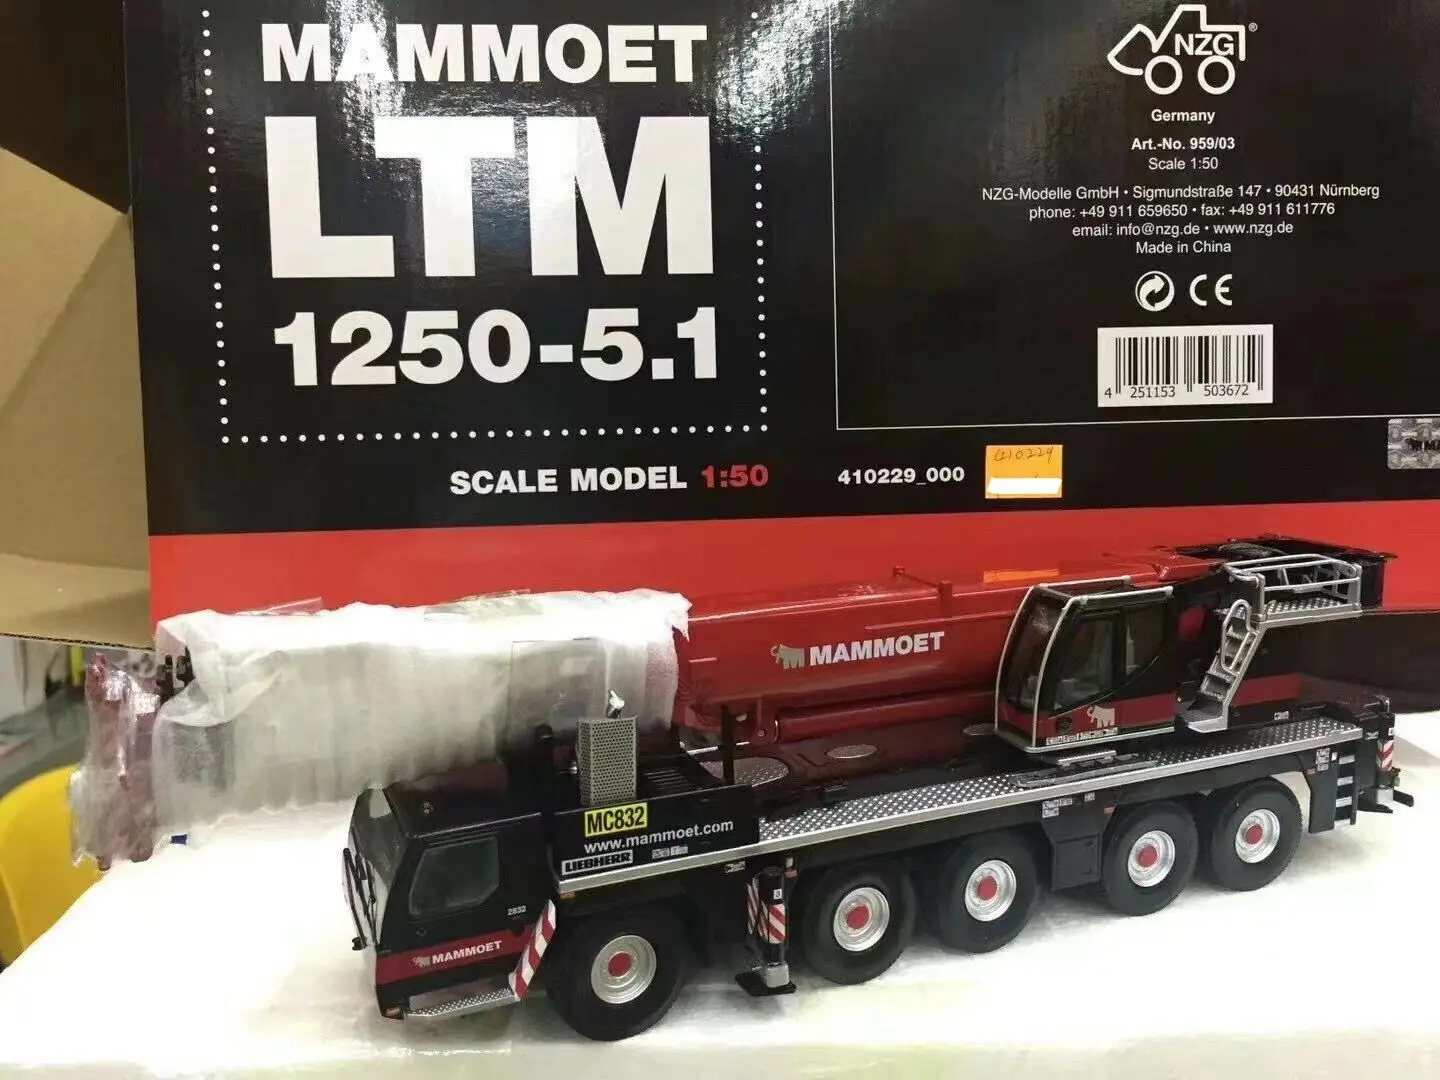 MAMMOET
LTM
1250-5.1
SCALE MODEL 1:50
NZG®
Germany
Art.-No. 959/03
Scale 1:50
NZG-Modelle GmbH • Sigmundstraße 147 • 90431 Nürnberg
phone: +49 911 659650 • fax: +49 911 611776
email: info@nzg.de • www.nzg.de
Made in China
CE
4 251153 503672
410229_000
410229
MAMMOET
MC832
www.mammoet.com
LIEBHERR
2832
MAMMOET